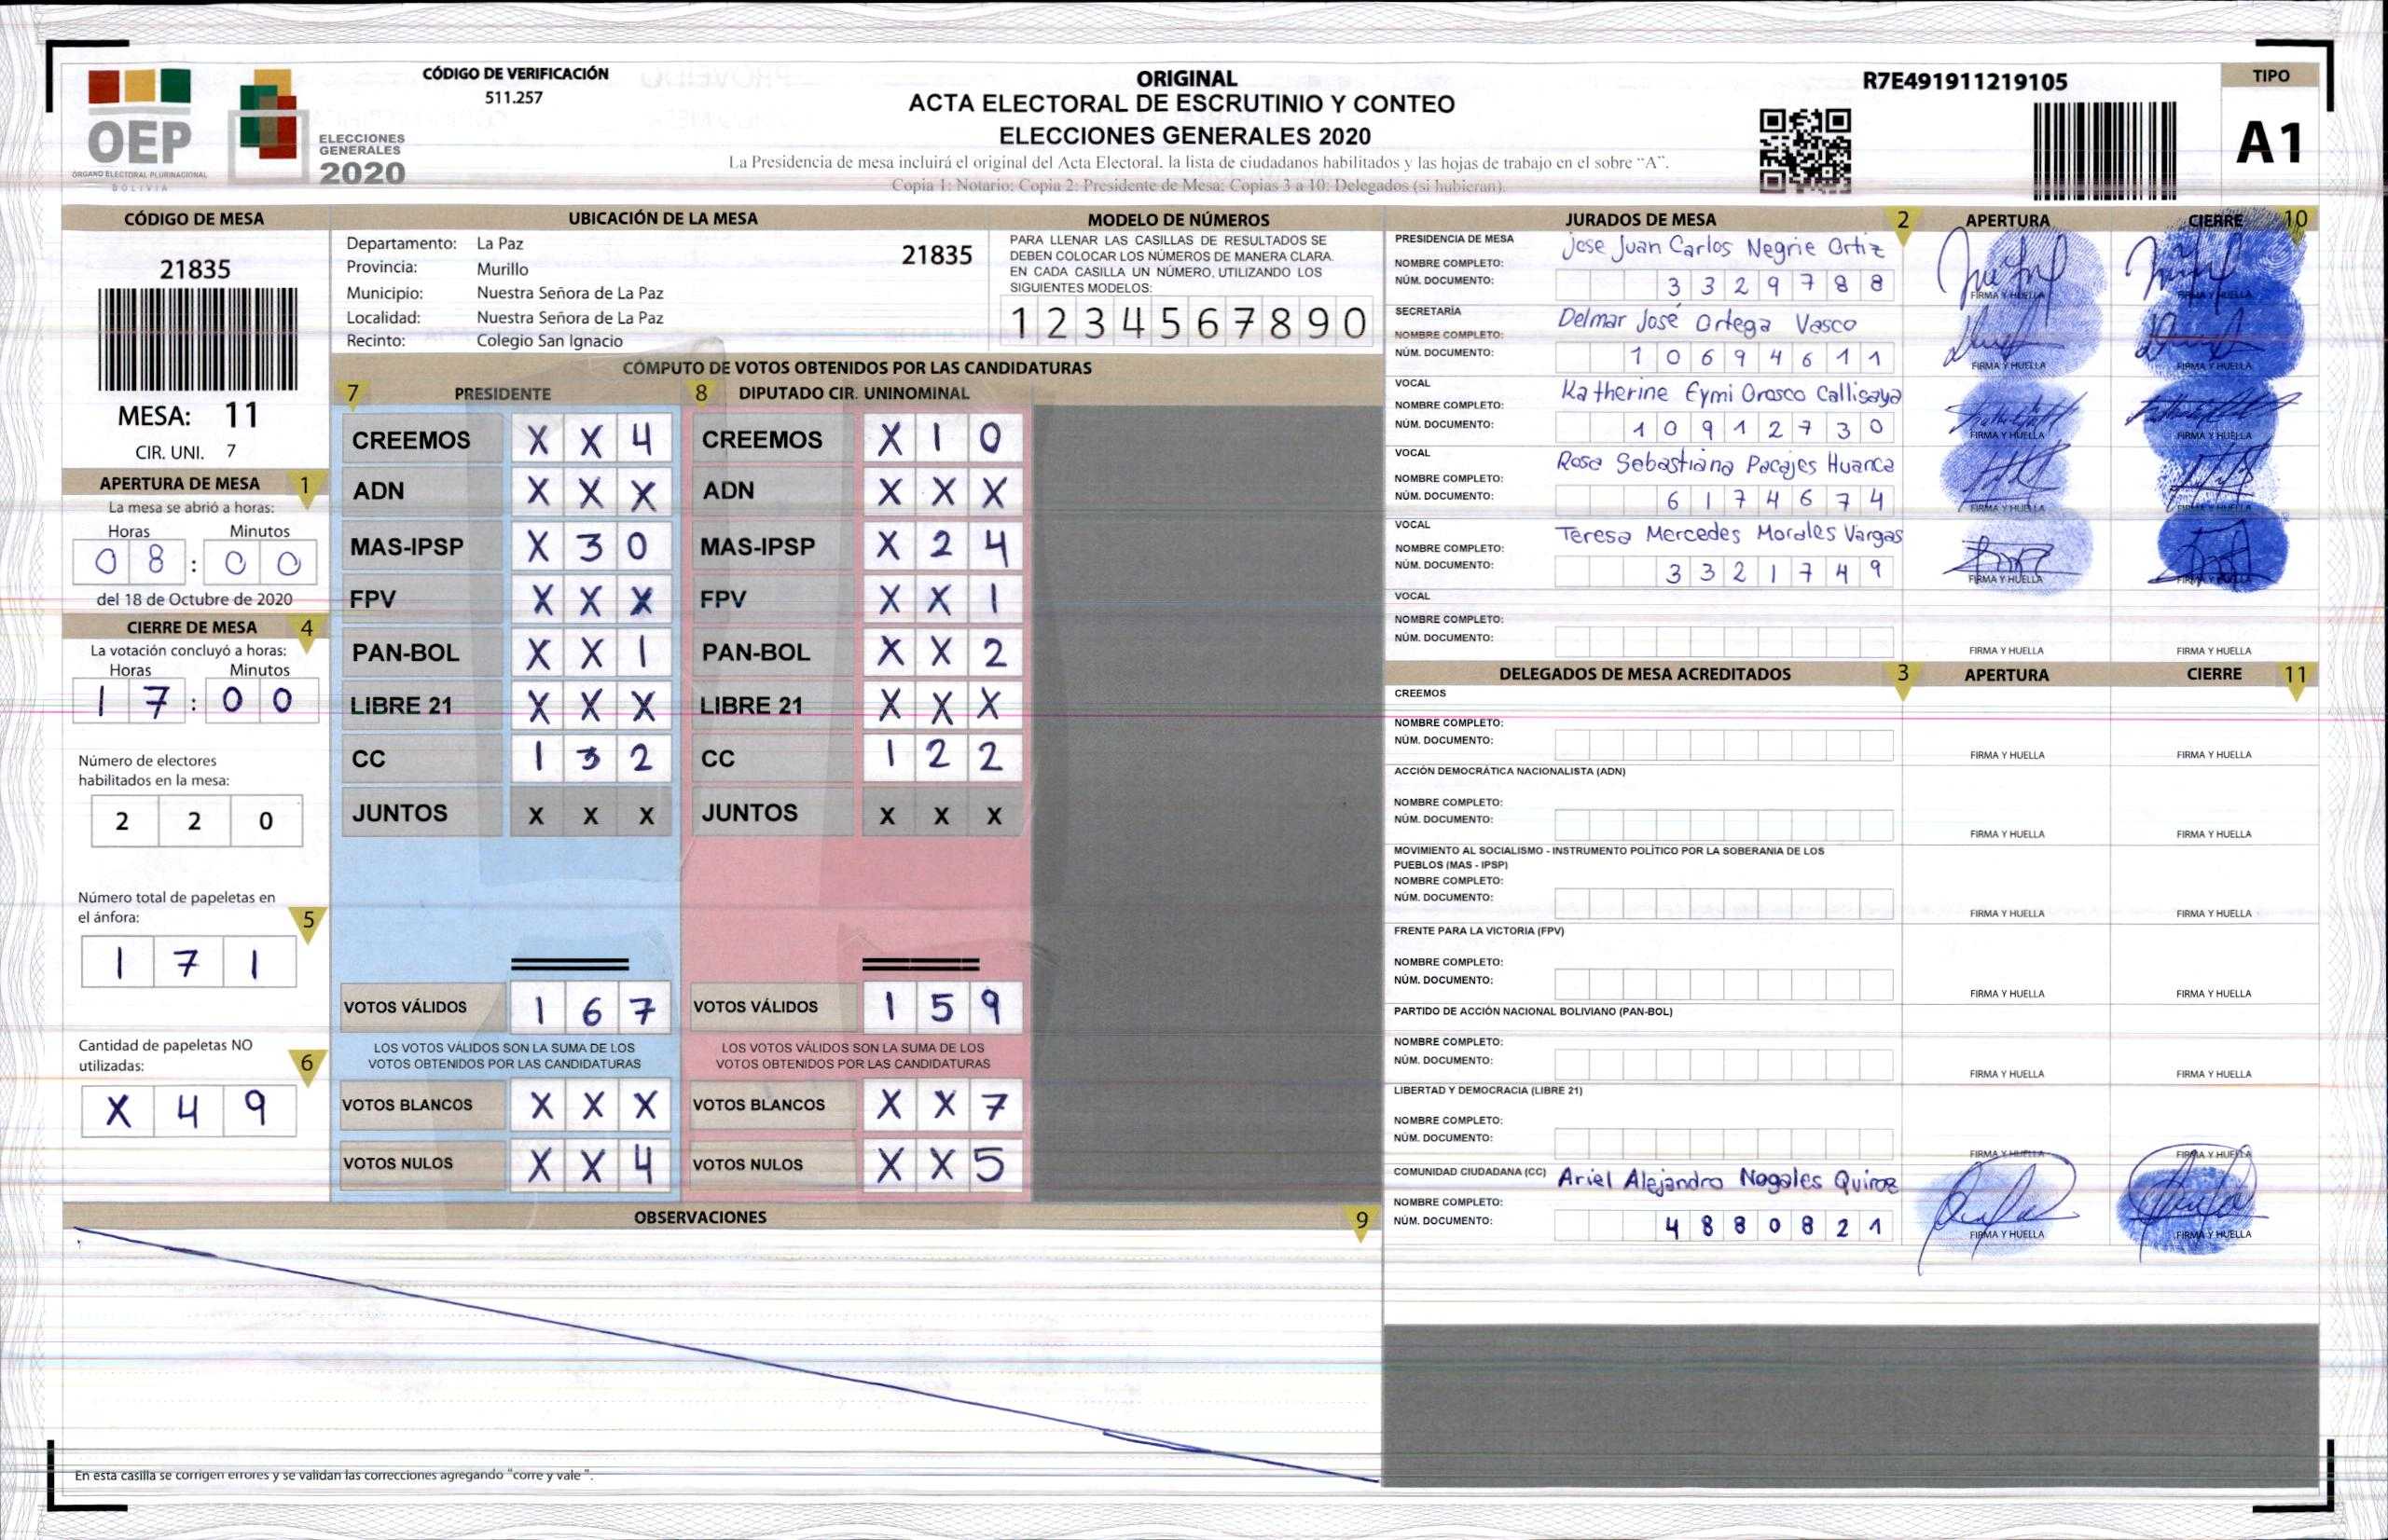 CÓDIGO DE VERIFICACIÓN
511.257
OEP
ÓRGANO ELECTORAL PLURINACIONAL
BOLIVIA
ELECCIONES
GENERALES
2020
ORIGINAL
ACTA ELECTORAL DE ESCRUTINIO Y CONTEO
ELECCIONES GENERALES 2020
La Presidencia de mesa incluirá el original del Acta Electoral. la lista de ciudadanos habilitados y las hojas de trabajo en el sobre “A”.
Copia 1: Notario; Copia 2: Presidente de Mesa; Copias 3 a 10: Delegados (si hubieran).
R7E491911219105
TIPO
A1
CÓDIGO DE MESA
21835
MESA: 11
CIR. UNI. 7
APERTURA DE MESA 1
La mesa se abrió a horas:
Horas Minutos
0 8 : 0 0
del 18 de Octubre de 2020
CIERRE DE MESA 4
La votación concluyó a horas:
Horas Minutos
1 7 : 0 0
Número de electores
habilitados en la mesa:
2 2 0
Número total de papeletas en
el ánfora: 5
1 7 1
Cantidad de papeletas NO
utilizadas: 6
X 4 9
UBICACIÓN DE LA MESA
Departamento: La Paz 21835
Provincia: Murillo
Municipio: Nuestra Señora de La Paz
Localidad: Nuestra Señora de La Paz
Recinto: Colegio San Ignacio
MODELO DE NÚMEROS
PARA LLENAR LAS CASILLAS DE RESULTADOS SE
DEBEN COLOCAR LOS NÚMEROS DE MANERA CLARA.
EN CADA CASILLA UN NÚMERO, UTILIZANDO LOS
SIGUIENTES MODELOS:
1 2 3 4 5 6 7 8 9 0
CÓMPUTO DE VOTOS OBTENIDOS POR LAS CANDIDATURAS
7 PRESIDENTE
CREEMOS X X 4
ADN X X X
MAS-IPSP X 3 0
FPV X X X
PAN-BOL X X 1
LIBRE 21 X X X
CC 1 3 2
JUNTOS X X X
VOTOS VÁLIDOS 1 6 7
LOS VOTOS VÁLIDOS SON LA SUMA DE LOS
VOTOS OBTENIDOS POR LAS CANDIDATURAS
VOTOS BLANCOS X X X
VOTOS NULOS X X 4
8 DIPUTADO CIR. UNINOMINAL
CREEMOS X 1 0
ADN X X X
MAS-IPSP X 2 4
FPV X X 1
PAN-BOL X X 2
LIBRE 21 X X X
CC 1 2 2
JUNTOS X X X
VOTOS VÁLIDOS 1 5 9
LOS VOTOS VÁLIDOS SON LA SUMA DE LOS
VOTOS OBTENIDOS POR LAS CANDIDATURAS
VOTOS BLANCOS X X 7
VOTOS NULOS X X 5
OBSERVACIONES 9
En esta casilla se corrigen errores y se validan las correcciones agregando "corre y vale ".
JURADOS DE MESA 2 APERTURA CIERRE 10
PRESIDENCIA DE MESA Jose Juan Carlos Negrie Ortiz
NOMBRE COMPLETO:
NÚM. DOCUMENTO: 3 3 2 9 7 8 8
FIRMA Y HUELLA FIRMA Y HUELLA
SECRETARÍA Delmar José Ortega Vasco
NOMBRE COMPLETO:
NÚM. DOCUMENTO: 1 0 6 9 4 6 1 1
FIRMA Y HUELLA FIRMA Y HUELLA
VOCAL Katherine Eymi Orosco Callisaya
NOMBRE COMPLETO:
NÚM. DOCUMENTO: 1 0 9 1 2 7 3 0
FIRMA Y HUELLA FIRMA Y HUELLA
VOCAL Rosa Sebastiana Pacajes Huanca
NOMBRE COMPLETO:
NÚM. DOCUMENTO: 6 1 7 4 6 7 4
FIRMA Y HUELLA FIRMA Y HUELLA
VOCAL Teresa Mercedes Morales Vargas
NOMBRE COMPLETO:
NÚM. DOCUMENTO: 3 3 2 1 7 4 9
FIRMA Y HUELLA FIRMA Y HUELLA
VOCAL
NOMBRE COMPLETO:
NÚM. DOCUMENTO:
FIRMA Y HUELLA FIRMA Y HUELLA
DELEGADOS DE MESA ACREDITADOS 3 APERTURA CIERRE 11
CREEMOS
NOMBRE COMPLETO:
NÚM. DOCUMENTO:
FIRMA Y HUELLA FIRMA Y HUELLA
ACCIÓN DEMOCRÁTICA NACIONALISTA (ADN)
NOMBRE COMPLETO:
NÚM. DOCUMENTO:
FIRMA Y HUELLA FIRMA Y HUELLA
MOVIMIENTO AL SOCIALISMO - INSTRUMENTO POLÍTICO POR LA SOBERANIA DE LOS
PUEBLOS (MAS - IPSP)
NOMBRE COMPLETO:
NÚM. DOCUMENTO:
FIRMA Y HUELLA FIRMA Y HUELLA
FRENTE PARA LA VICTORIA (FPV)
NOMBRE COMPLETO:
NÚM. DOCUMENTO:
FIRMA Y HUELLA FIRMA Y HUELLA
PARTIDO DE ACCIÓN NACIONAL BOLIVIANO (PAN-BOL)
NOMBRE COMPLETO:
NÚM. DOCUMENTO:
FIRMA Y HUELLA FIRMA Y HUELLA
LIBERTAD Y DEMOCRACIA (LIBRE 21)
NOMBRE COMPLETO:
NÚM. DOCUMENTO:
FIRMA Y HUELLA FIRMA Y HUELLA
COMUNIDAD CIUDADANA (CC) Ariel Alejandro Nogales Quiroz
NOMBRE COMPLETO:
NÚM. DOCUMENTO: 4 8 8 0 8 2 1
FIRMA Y HUELLA FIRMA Y HUELLA